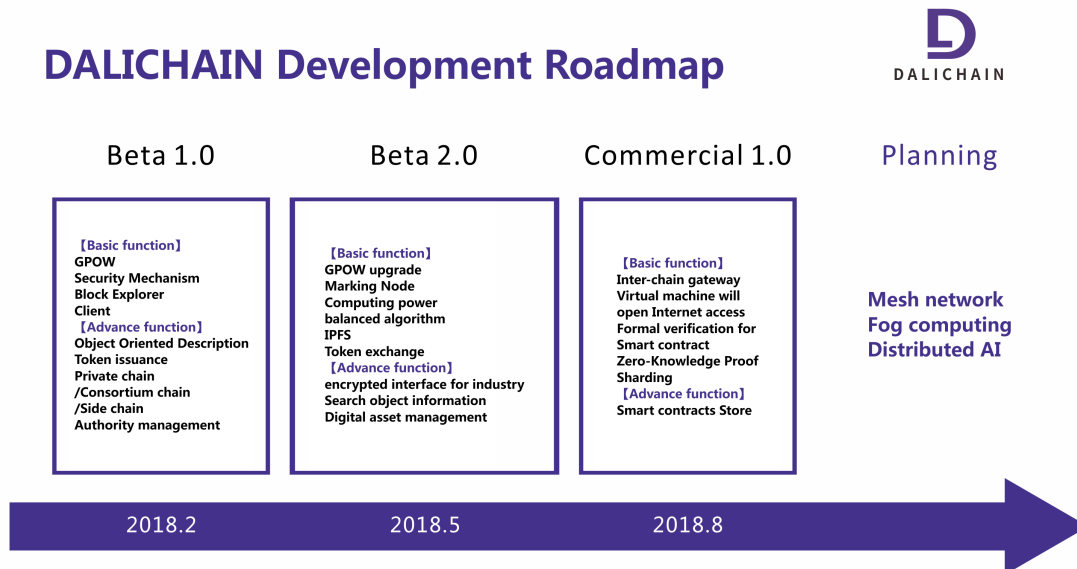 DALICHAIN Development Roadmap
DALICHAIN
Beta 1.0
【Basic function】
GPOW
Security Mechanism
Block Explorer
Client
【Advance function】
Object Oriented Description
Token issuance
Private chain
/Consortium chain
/Side chain
Authority management
2018.2
Beta 2.0
【Basic function】
GPOW upgrade
Marking Node
Computing power
balanced algorithm
IPFS
Token exchange
【Advance function】
encrypted interface for industry
Search object information
Digital asset management
2018.5
Commercial 1.0
【Basic function】
Inter-chain gateway
Virtual machine will
open Internet access
Formal verification for
Smart contract
Zero-Knowledge Proof
Sharding
【Advance function】
Smart contracts Store
2018.8
Planning
Mesh network
Fog computing
Distributed AI